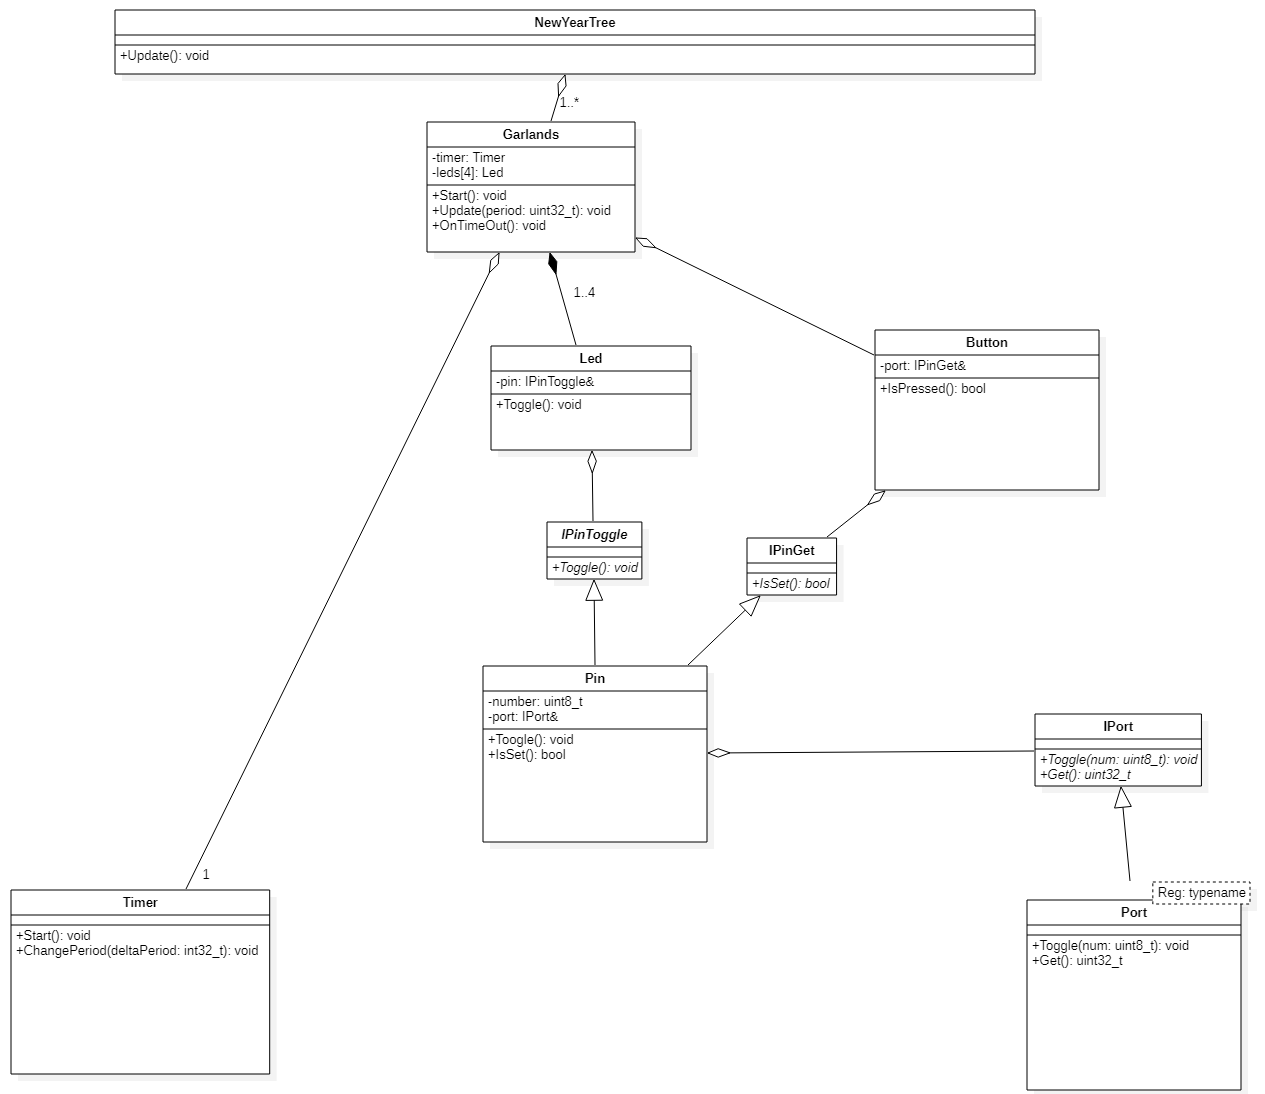 NewYearTree
+Update(): void
1..*
Garlands
-timer: Timer
-leds[4]: Led
+Start(): void
+Update(period: uint32_t): void
+OnTimeOut(): void
1..4
Led
-pin: IPinToggle&
+Toggle(): void
Button
-port: IPinGet&
+IsPressed(): bool
IPinToggle
+Toggle(): void
IPinGet
+IsSet(): bool
Pin
-number: uint8_t
-port: IPort&
+Toogle(): void
+IsSet(): bool
IPort
+Toggle(num: uint8_t): void
+Get(): uint32_t
1
Timer
+Start(): void
+ChangePeriod(deltaPeriod: int32_t): void
Reg: typename
Port
+Toggle(num: uint8_t): void
+Get(): uint32_t